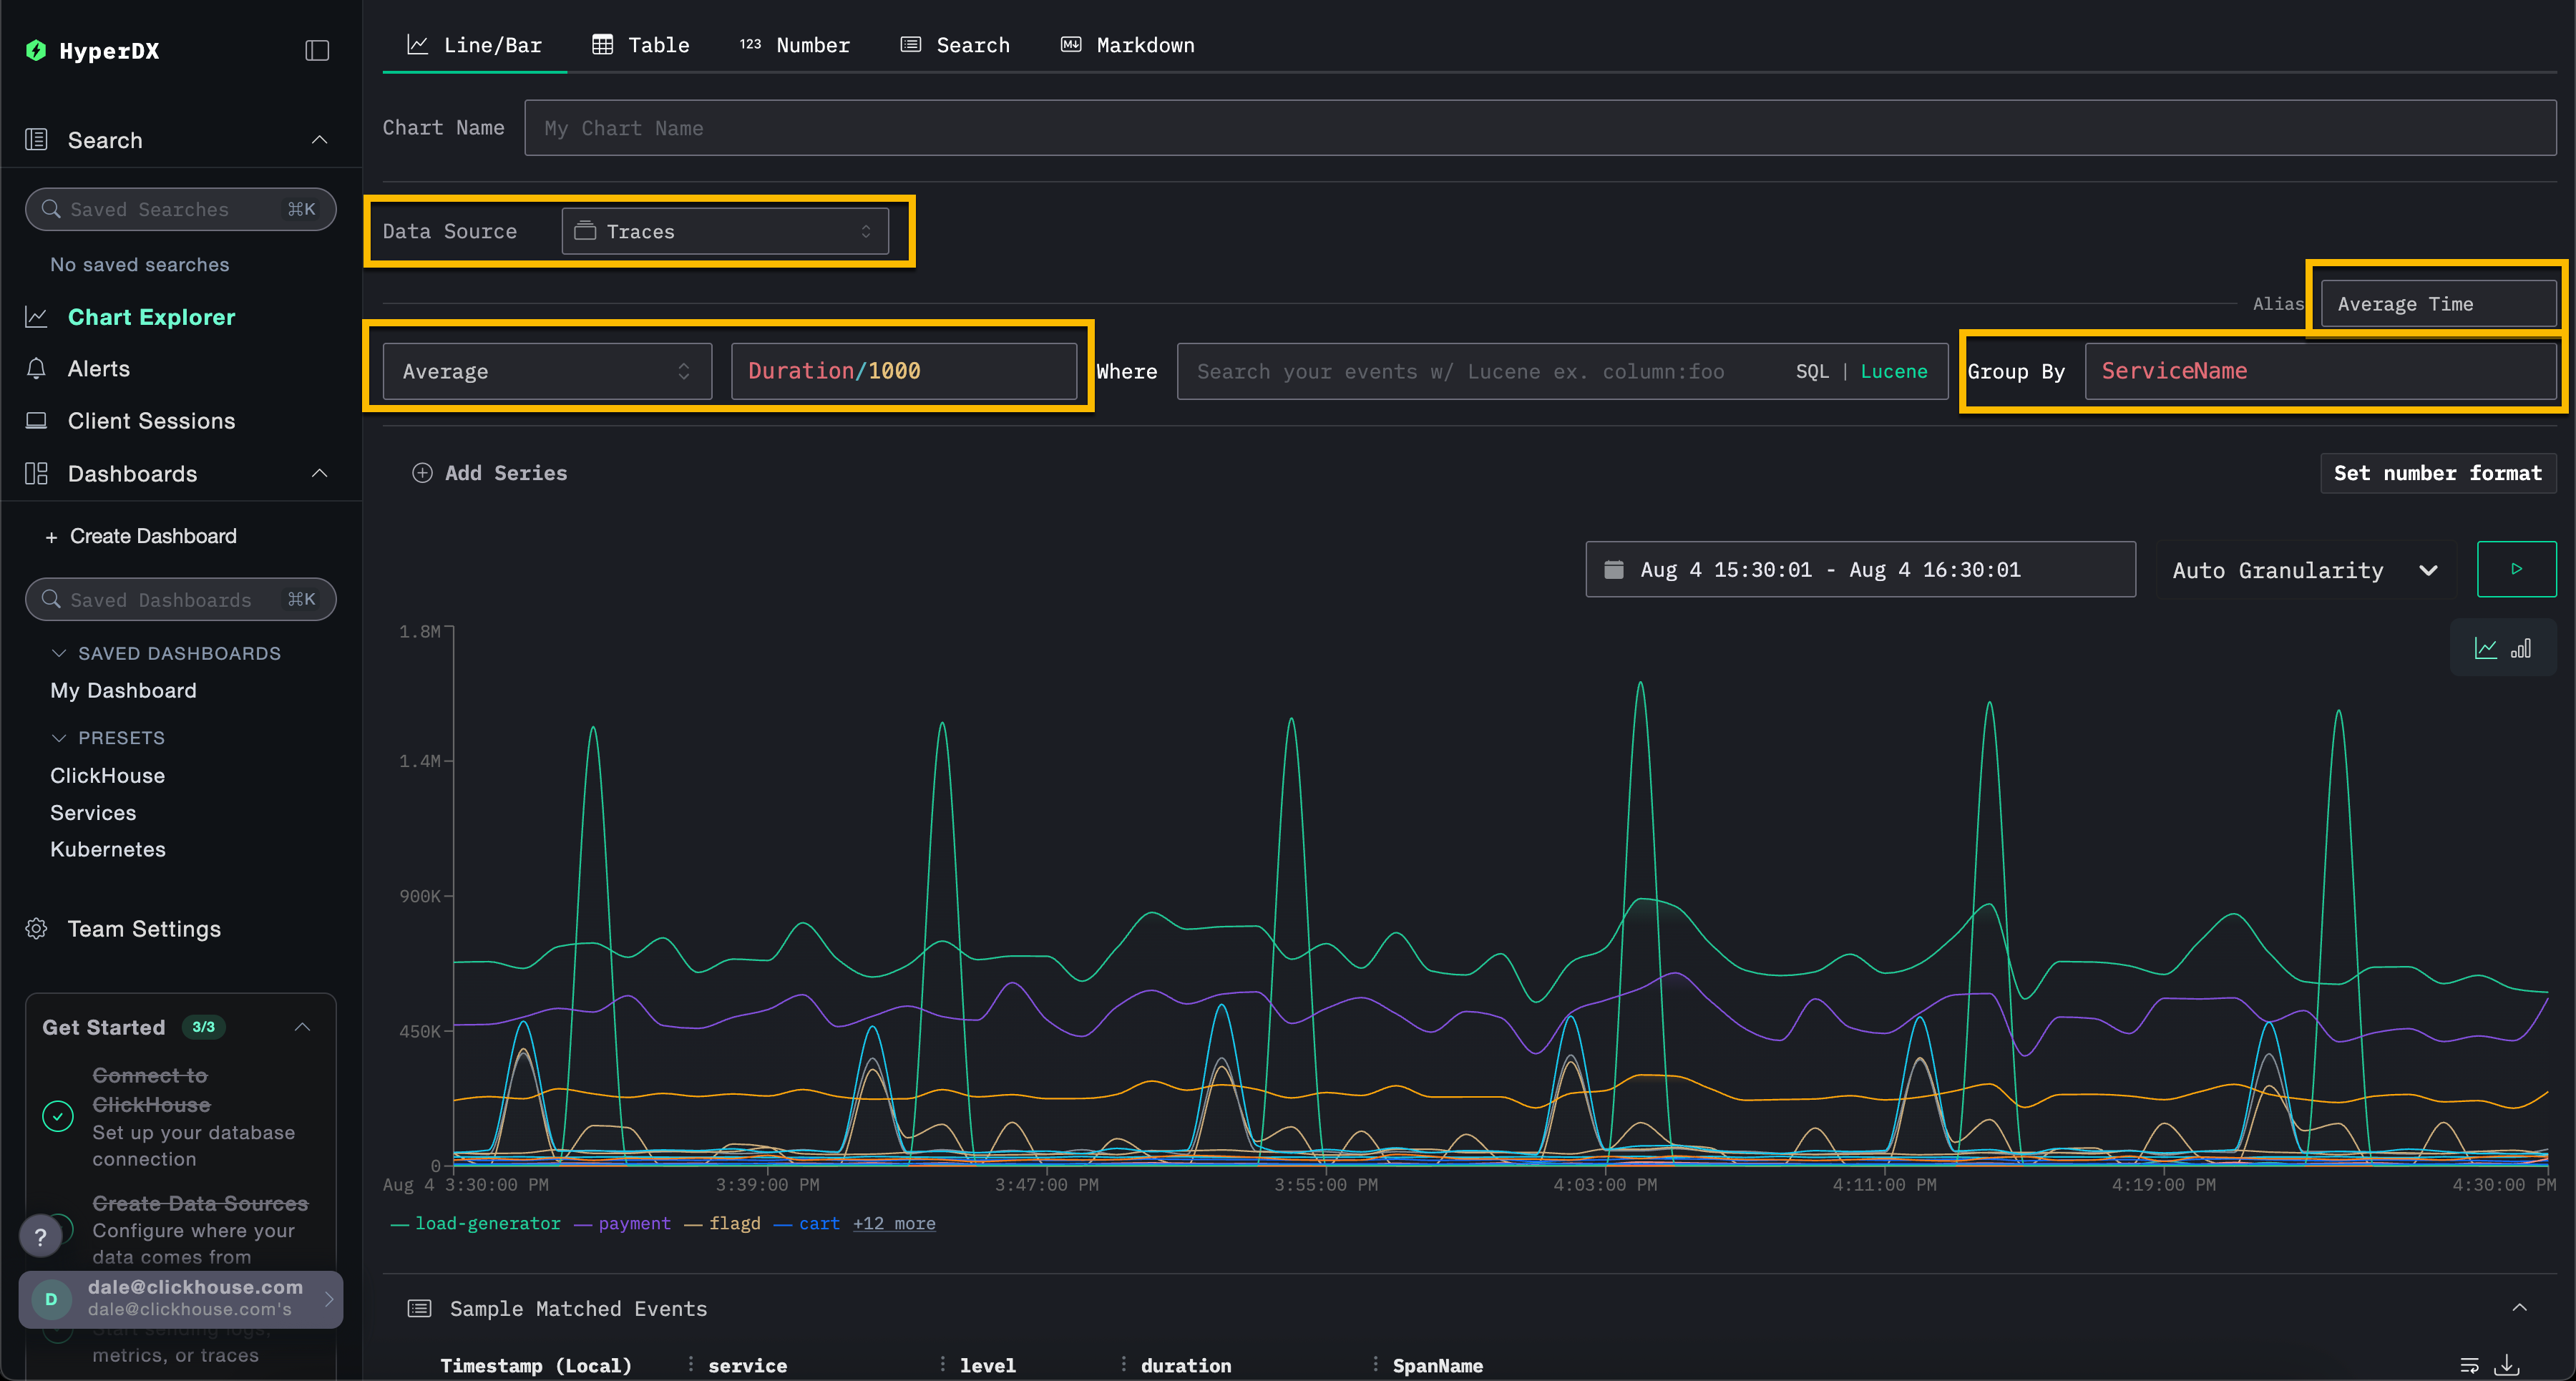 HyperDX
Search
Saved Searches ⌘K
No saved searches
Chart Explorer
Alerts
Client Sessions
Dashboards
+ Create Dashboard
Saved Dashboards ⌘K
SAVED DASHBOARDS
My Dashboard
PRESETS
ClickHouse
Services
Kubernetes
Team Settings
Get Started 3/3
Connect to
ClickHouse
Set up your database
connection
Create Data Sources
Configure where your
data comes from
?
D
dale@clickhouse.com
dale@clickhouse.com's
Start sending logs,
metrics, or traces
Line/Bar
Table
123 Number
Search
Markdown
Chart Name My Chart Name
Data Source Traces
Alias Average Time
Average Duration/1000 Where Search your events w/ Lucene ex. column:foo SQL | Lucene Group By ServiceName
Add Series
Set number format
Aug 4 15:30:01 - Aug 4 16:30:01 Auto Granularity
1.8M
1.4M
900K
450K
0
Aug 4 3:30:00 PM 3:39:00 PM 3:47:00 PM 3:55:00 PM 4:03:00 PM 4:11:00 PM 4:19:00 PM 4:30:00 PM
load-generator payment flagd cart +12 more
Sample Matched Events
Timestamp (Local) service level duration SpanName